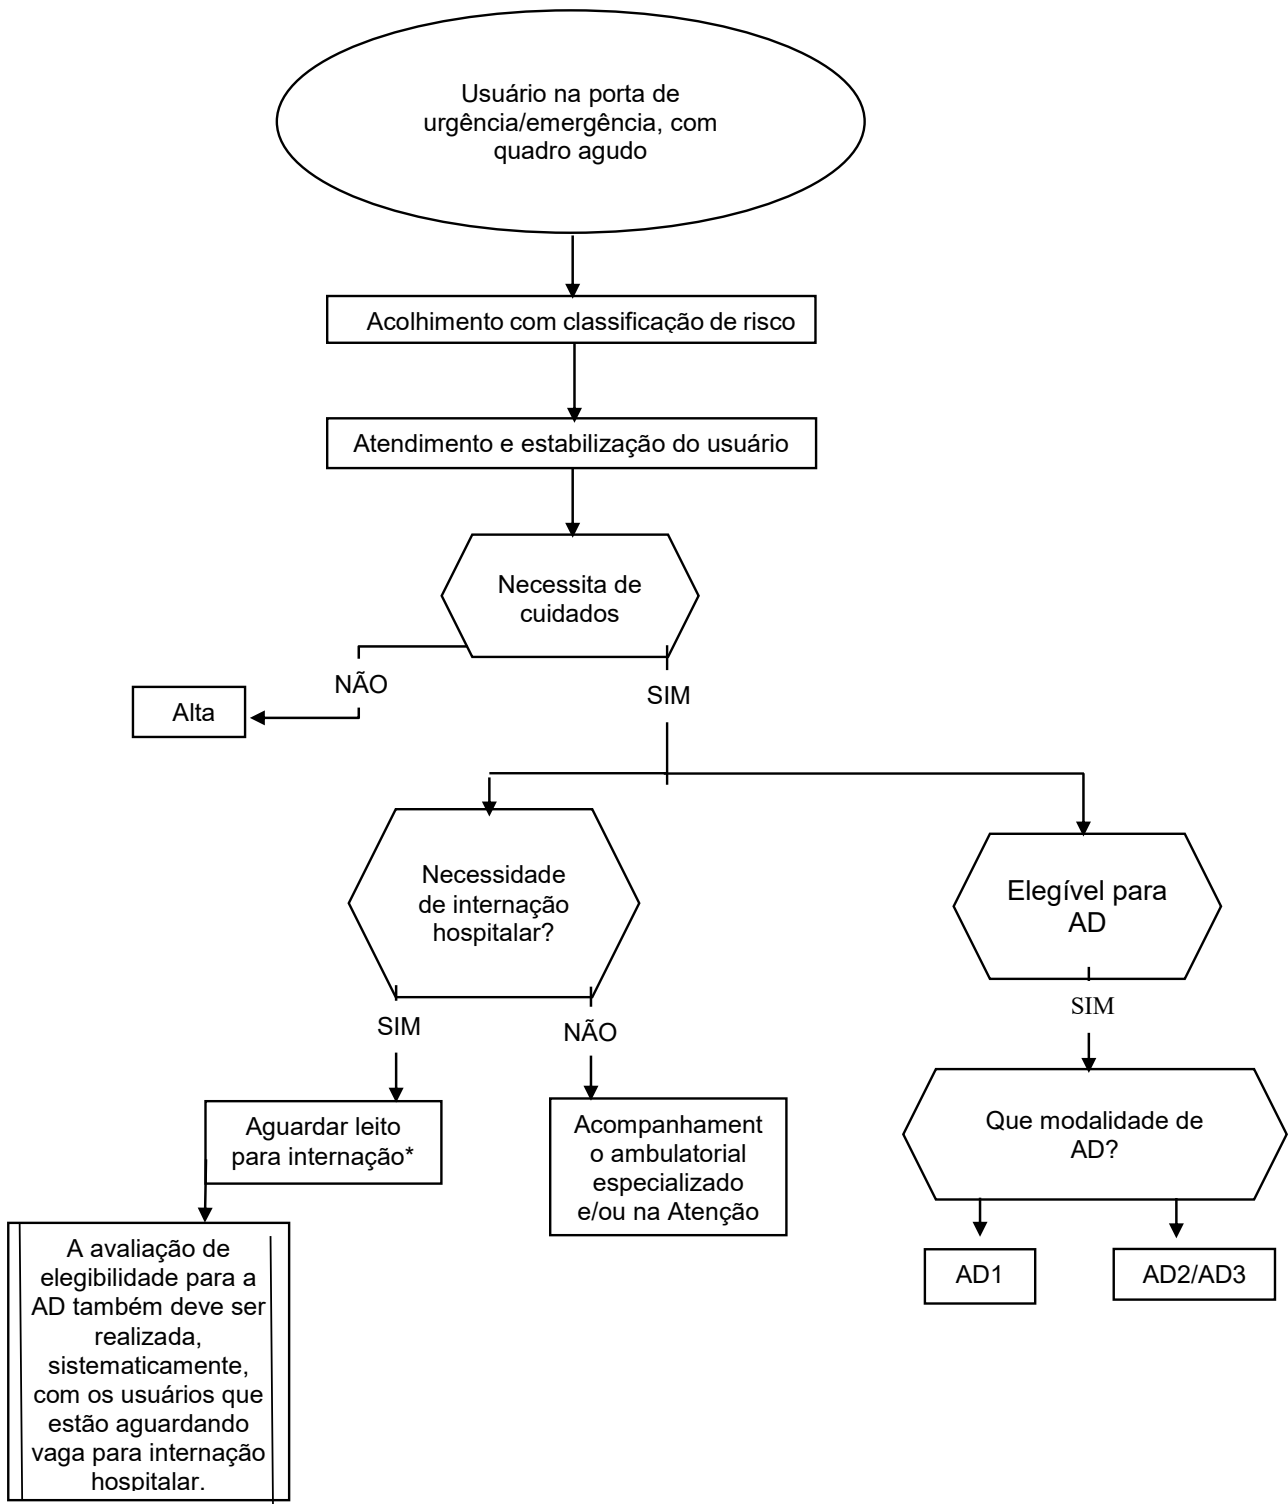 Usuário na porta de
urgência/emergência, com
quadro agudo
Acolhimento com classificação de risco
Atendimento e estabilização do usuário
Necessita de
cuidados
NÃO
SIM
Alta
Necessidade
de internação
hospitalar?
Elegível para
AD
SIM
NÃO
SIM
Aguardar leito
para internação*
Acompanhament
o ambulatorial
especializado
e/ou na Atenção
Que modalidade de
AD?
A avaliação de
elegibilidade para a
AD também deve ser
realizada,
sistematicamente,
com os usuários que
estão aguardando
vaga para internação
hospitalar.
AD1
AD2/AD3